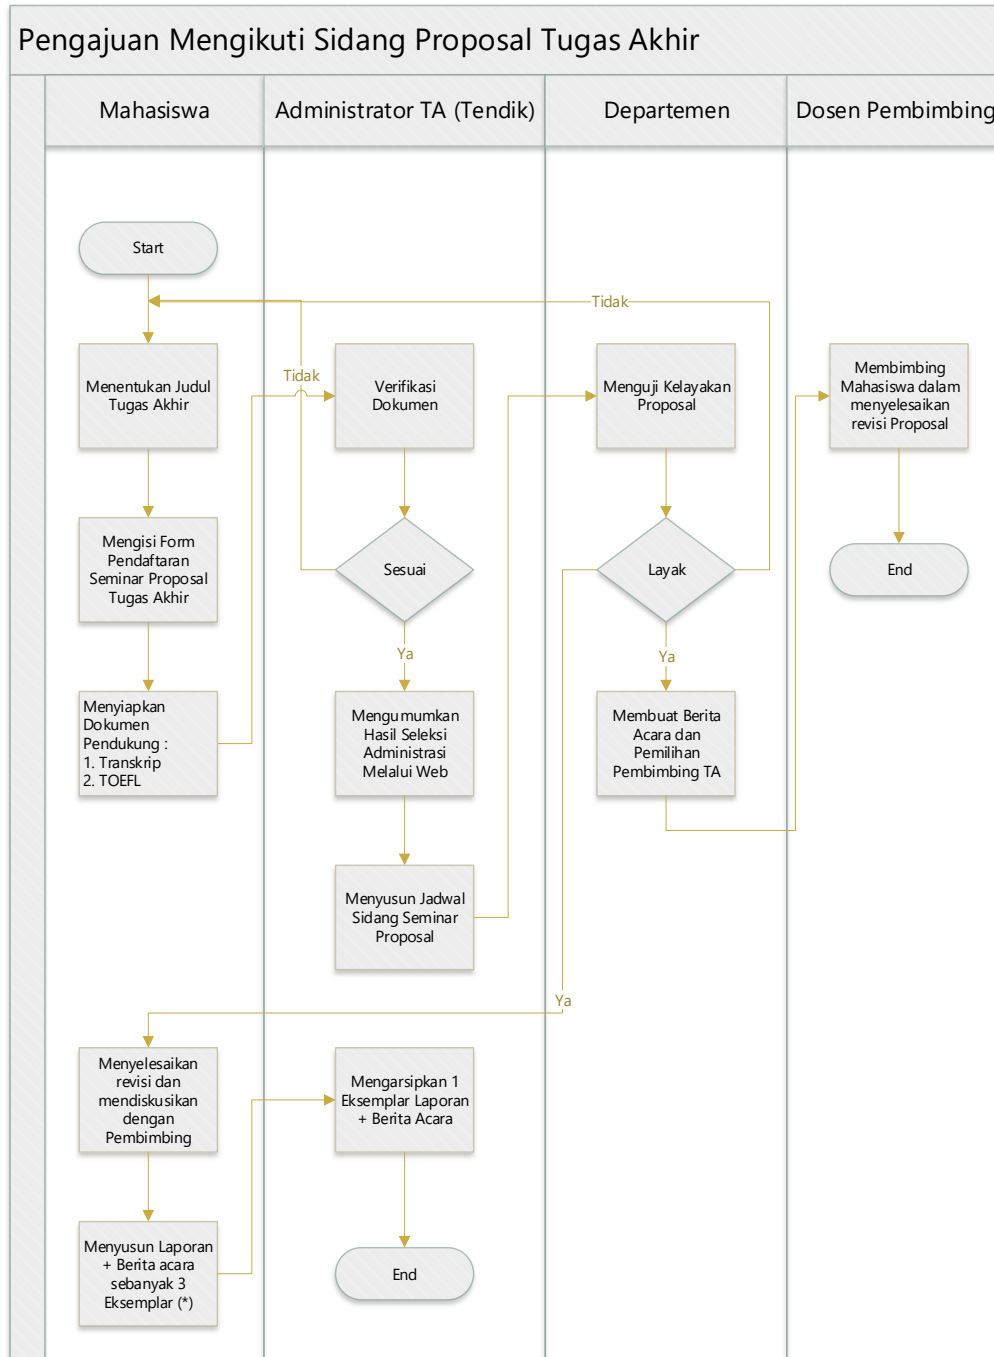 Pengajuan Mengikuti Sidang Proposal Tugas Akhir
Mahasiswa
Administrator TA (Tendik)
Departemen
Dosen Pembimbing
Start
Tidak
Menentukan Judul
Tugas Akhir
Tidak
Verifikasi
Dokumen
Menguji Kelayakan
Proposal
Membimbing
Mahasiswa dalam
menyelesaikan
revisi Proposal
Mengisi Form
Pendaftaran
Seminar Proposal
Tugas Akhir
Sesuai
Layak
End
Ya
Ya
Menyiapkan
Dokumen
Pendukung :
1. Transkrip
2. TOEFL
Mengumumkan
Hasil Seleksi
Administrasi
Melalui Web
Membuat Berita
Acara dan
Pemilihan
Pembimbing TA
Menyusun Jadwal
Sidang Seminar
Proposal
Ya
Menyelesaikan
revisi dan
mendiskusikan
dengan
Pembimbing
Mengarsipkan 1
Eksemplar Laporan
+ Berita Acara
Menyusun Laporan
+ Berita acara
sebanyak 3
Eksemplar (*)
End